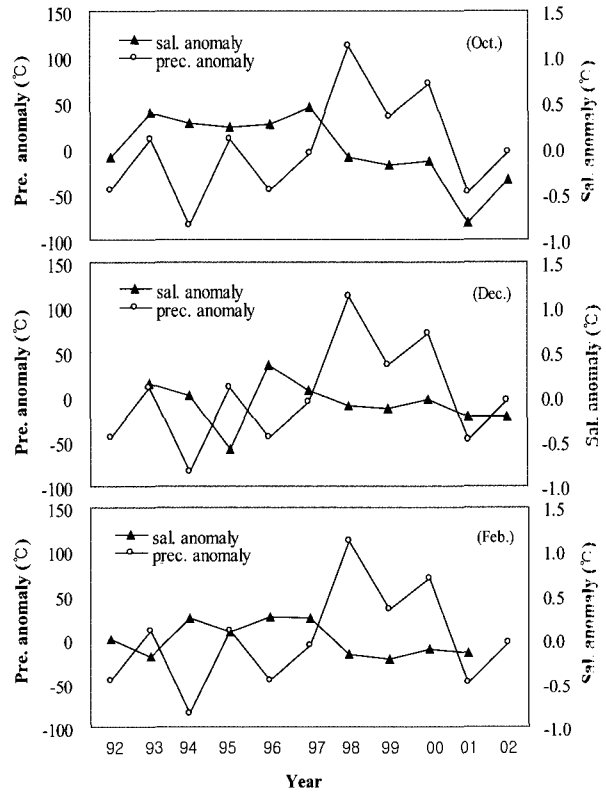 150
100
50
0
-50
-100
Pre. anomaly (℃)
sal. anomaly
prec. anomaly
(Oct.)
1.5
1.0
0.5
0.0
-0.5
-1.0
Sal. anomaly (℃)
150
100
50
0
-50
-100
Pre. anomaly (℃)
sal. anomaly
prec. anomaly
(Dec.)
1.5
1.0
0.5
0.0
-0.5
-1.0
Sal. anomaly (℃)
150
100
50
0
-50
-100
Pre. anomaly (℃)
sal. anomaly
prec. anomaly
(Feb.)
1.5
1.0
0.5
0.0
-0.5
-1.0
Sal. anomaly (℃)
92 93 94 95 96 97 98 99 00 01 02
Year